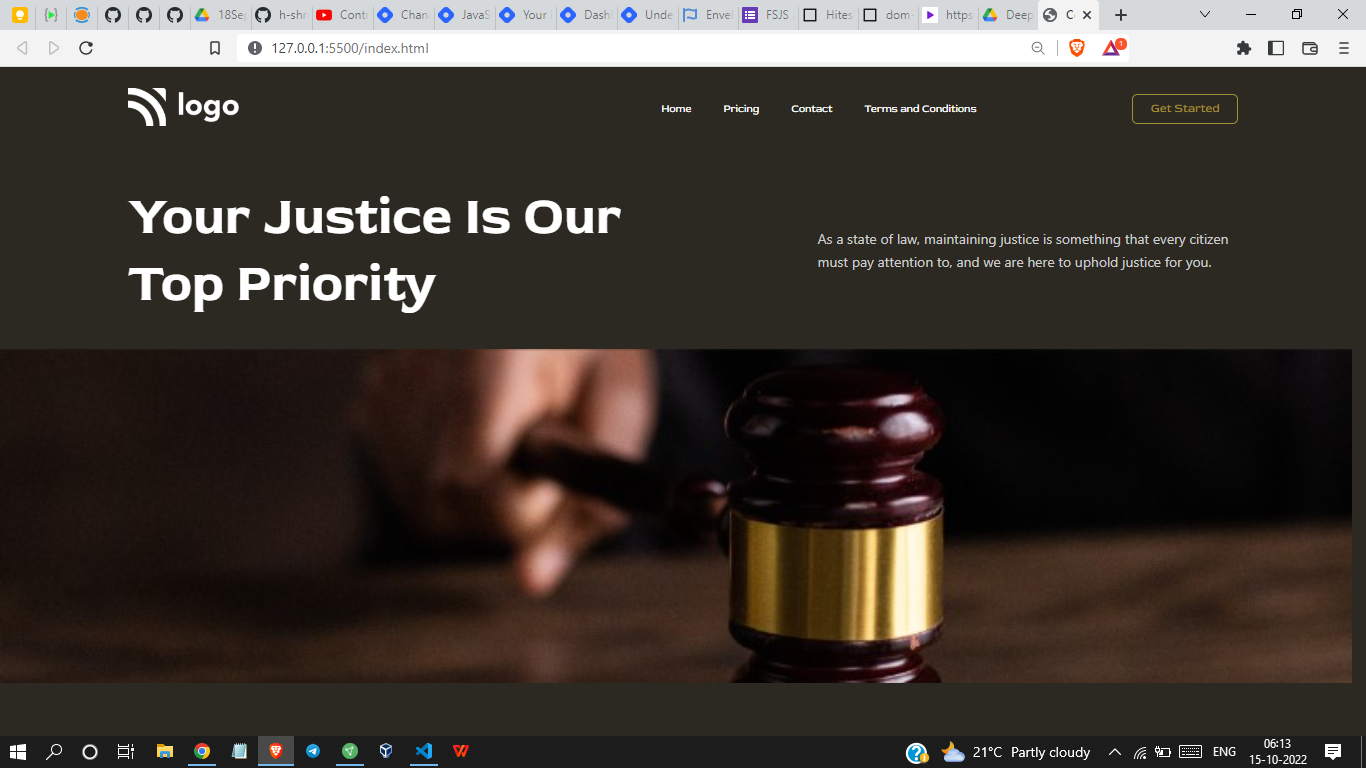 18Sep
h-shr
Conti
Chan
JavaS
Your
Dash
Unde
Envel
FSJS
Hites
dom-
https
Deep
127.0.0.1:5500/index.html
1
logo
Home
Pricing
Contact
Terms and Conditions
Get Started
Your Justice Is Our
Top Priority
As a state of law, maintaining justice is something that every citizen
must pay attention to, and we are here to uphold justice for you.
21°C Partly cloudy
ENG
06:13
15-10-2022